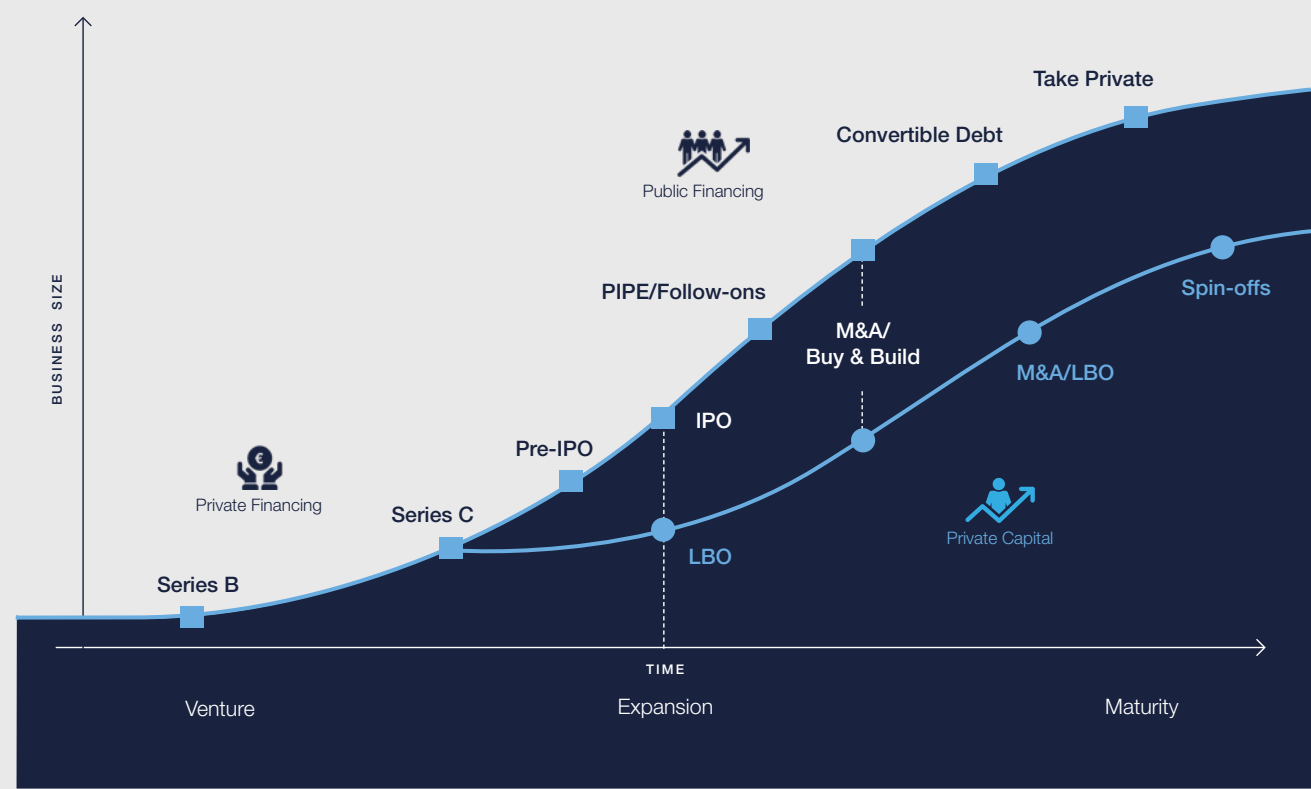 Take Private
Convertible Debt
Public Financing
BUSINESS SIZE
PIPE/Follow-ons
Spin-offs
M&A/
Buy & Build
M&A/LBO
IPO
Pre-IPO
€
Private Financing
Series C
Private Capital
LBO
Series B
TIME
Venture
Expansion
Maturity